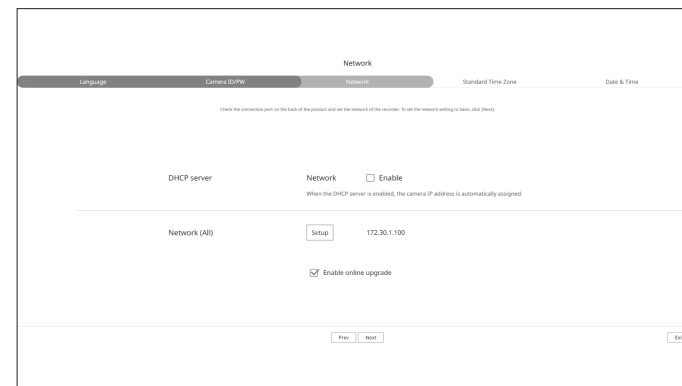 Network
Language Camera ID/PW Network Standard Time Zone Date & Time
Check the connection port on the back of the product and set the network of the recorder. To set the network setting to basic, click [Next].
DHCP server Network Enable
When the DHCP server is enabled, the camera IP address is automatically assigned.
Network (All) Setup 172.30.1.100
Enable online upgrade
Prev Next